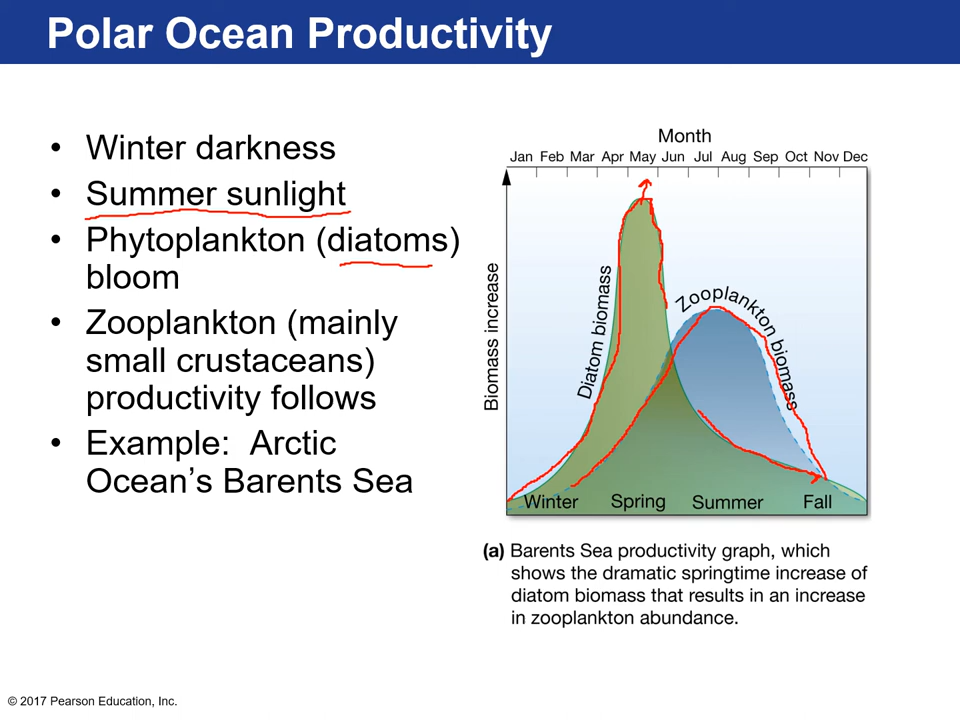 Polar Ocean Productivity
• Winter darkness
• Summer sunlight
• Phytoplankton (diatoms)
bloom
• Zooplankton (mainly
small crustaceans)
productivity follows
• Example: Arctic
Ocean’s Barents Sea
Month
Jan Feb Mar Apr May Jun Jul Aug Sep Oct Nov Dec
Biomass increase
Diatom biomass
Zooplankton biomass
Winter Spring Summer Fall
(a) Barents Sea productivity graph, which
shows the dramatic springtime increase of
diatom biomass that results in an increase
in zooplankton abundance.
© 2017 Pearson Education, Inc.